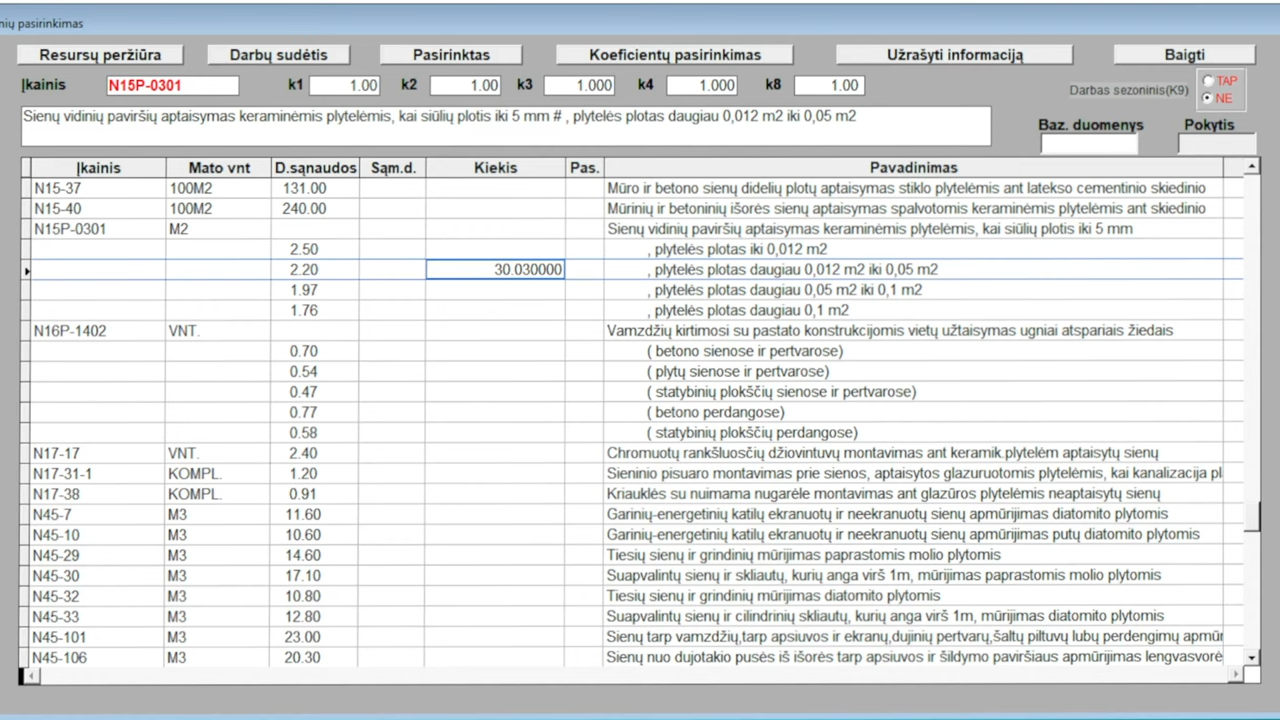 nių pasirinkimas
Resursų peržiūra Darbų sudėtis Pasirinktas Koeficientų pasirinkimas Užrašyti informaciją Baigti
Įkainis N15P-0301 k1 1.00 k2 1.00 k3 1.000 k4 1.000 k8 1.00 Darbas sezoninis(K9) TAP
NE
Sienų vidinių paviršių aptaisymas keraminėmis plytelėmis, kai siūlių plotis iki 5 mm # , plytelės plotas daugiau 0,012 m2 iki 0,05 m2
Baz. duomenys Pokytis
Įkainis Mato vnt D.sąnaudos Sąm.d. Kiekis Pas. Pavadinimas
N15-37 100M2 131.00 Mūro ir betono sienų didelių plotų aptaisymas stiklo plytelėmis ant latekso cementinio skiedinio
N15-40 100M2 240.00 Mūrinių ir betoninių išorės sienų aptaisymas spalvotomis keraminėmis plytelėmis ant skiedinio
N15P-0301 M2 Sienų vidinių paviršių aptaisymas keraminėmis plytelėmis, kai siūlių plotis iki 5 mm
2.50 , plytelės plotas iki 0,012 m2
2.20 30.030000 , plytelės plotas daugiau 0,012 m2 iki 0,05 m2
1.97 , plytelės plotas daugiau 0,05 m2 iki 0,1 m2
1.76 , plytelės plotas daugiau 0,1 m2
N16P-1402 VNT. Vamzdžių kirtimosi su pastato konstrukcijomis vietų užtaisymas ugniai atspariais žiedais
0.70 ( betono sienose ir pertvarose)
0.54 ( plytų sienose ir pertvarose)
0.47 ( statybinių plokščių sienose ir pertvarose)
0.77 ( betono perdangose)
0.58 ( statybinių plokščių perdangose)
N17-17 VNT. 2.40 Chromuotų rankšluosčių džiovintuvų montavimas ant keramik.plytelėm aptaisytų sienų
N17-31-1 KOMPL. 1.20 Sieninio pisuaro montavimas prie sienos, aptaisytos glazuruotomis plytelėmis, kai kanalizacija pl
N17-38 KOMPL. 0.91 Kriauklės su nuimama nugarėle montavimas ant glazūros plytelėmis neaptaisytų sienų
N45-7 M3 11.60 Garinių-energetinių katilų ekranuotų ir neekranuotų sienų apmūrijimas diatomito plytomis
N45-10 M3 10.60 Garinių-energetinių katilų ekranuotų ir neekranuotų sienų apmūrijimas putų diatomito plytomis
N45-29 M3 14.60 Tiesių sienų ir grindinių mūrijimas paprastomis molio plytomis
N45-30 M3 17.10 Suapvalintų sienų ir skliautų, kurių anga virš 1m, mūrijimas paprastomis molio plytomis
N45-32 M3 10.80 Tiesių sienų ir grindinių mūrijimas diatomito plytomis
N45-33 M3 12.80 Suapvalintų sienų ir cilindrinių skliautų, kurių anga virš 1m, mūrijimas diatomito plytomis
N45-101 M3 23.00 Sienų tarp vamzdžių,tarp apsiuvos ir ekranų,dujinių pertvarų,šaltų piltuvų lubų perdengimų apmūr
N45-106 M3 20.30 Sienų nuo dujotakio pusės iš išorės tarp apsiuvos ir šildymo paviršiaus apmūrijimas lengvasvorė